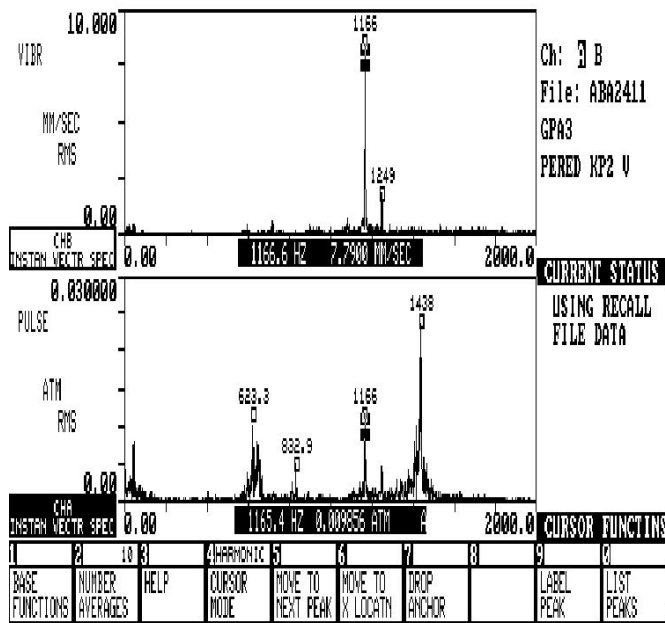 10.000
VIBR
MM/SEC
RMS
0.00
1166
1249
Ch: B
File: ABA2411
GPA3
PERED KP2 V
CHB
INSTAN VECTR SPEC
0.00
1166.6 HZ 7.7900 MM/SEC
2000.0
CURRENT STATUS
USING RECALL
FILE DATA
0.030000
PULSE
ATM
RMS
0.00
623.3
832.9
1166
1438
CHA
INSTAN VECTR SPEC
0.00
1165.4 HZ 0.009856 ATM A
2000.0
CURSOR FUNCTINS
1 2 10 3 4 HARMONIC 5 6 7 8 9 0
BASE FUNCTIONS
NUMBER AVERAGES
HELP
CURSOR MODE
MOVE TO NEXT PEAK
MOVE TO X LOCATN
DROP ANCHOR
LABEL PEAK
LIST PEAKS